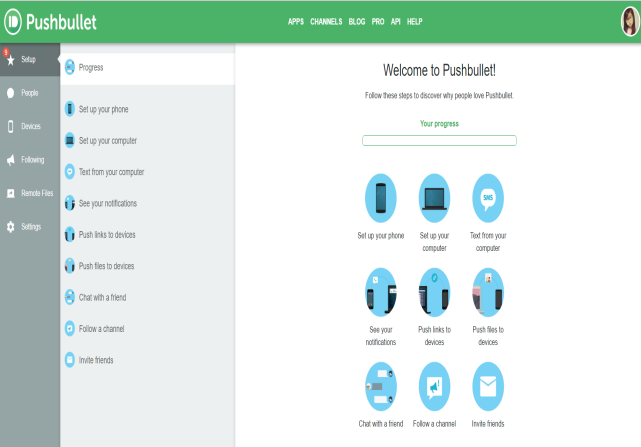 Pushbullet
APPS CHANNELS BLOG PRO API HELP
9
Setup
People
Devices
Following
Remote Files
Settings
Progress
Set up your phone
Set up your computer
Text from your computer
See your notifications
Push links to devices
Push files to devices
Chat with a friend
Follow a channel
Invite friends
Welcome to Pushbullet!
Follow these steps to discover why people love Pushbullet.
Your progress
SMS
Set up your phone
Set up your
computer
Text from your
computer
See your
notifications
Push links to
devices
Push files to
devices
Chat with a friend
Follow a channel
Invite friends